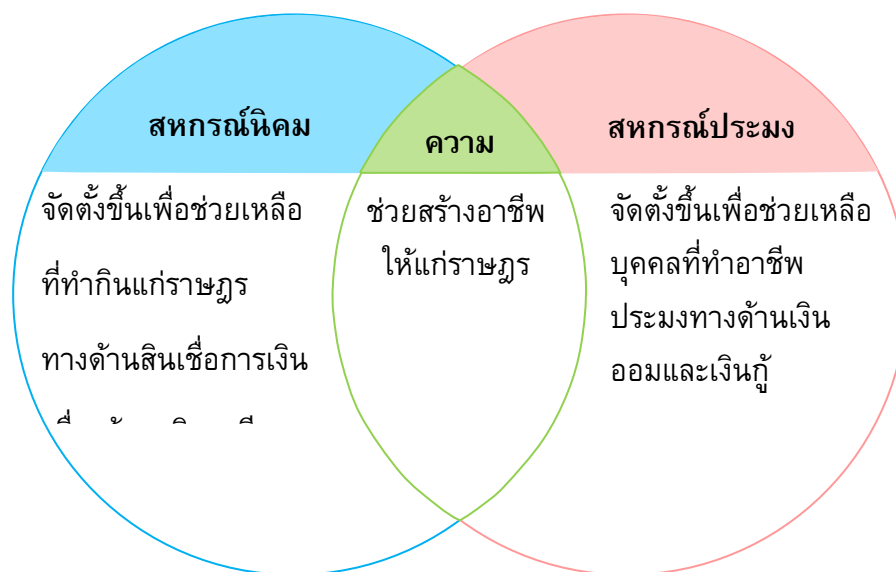 สหกรณ์นิคม
จัดตั้งขึ้นเพื่อช่วยเหลือ
ที่ทำกินแก่ราษฎร
ทางด้านสินเชื่อการเงิน
ความ
ช่วยสร้างอาชีพ
ให้แก่ราษฎร
สหกรณ์ประมง
จัดตั้งขึ้นเพื่อช่วยเหลือ
บุคคลที่ทำอาชีพ
ประมงทางด้านเงิน
ออมและเงินกู้